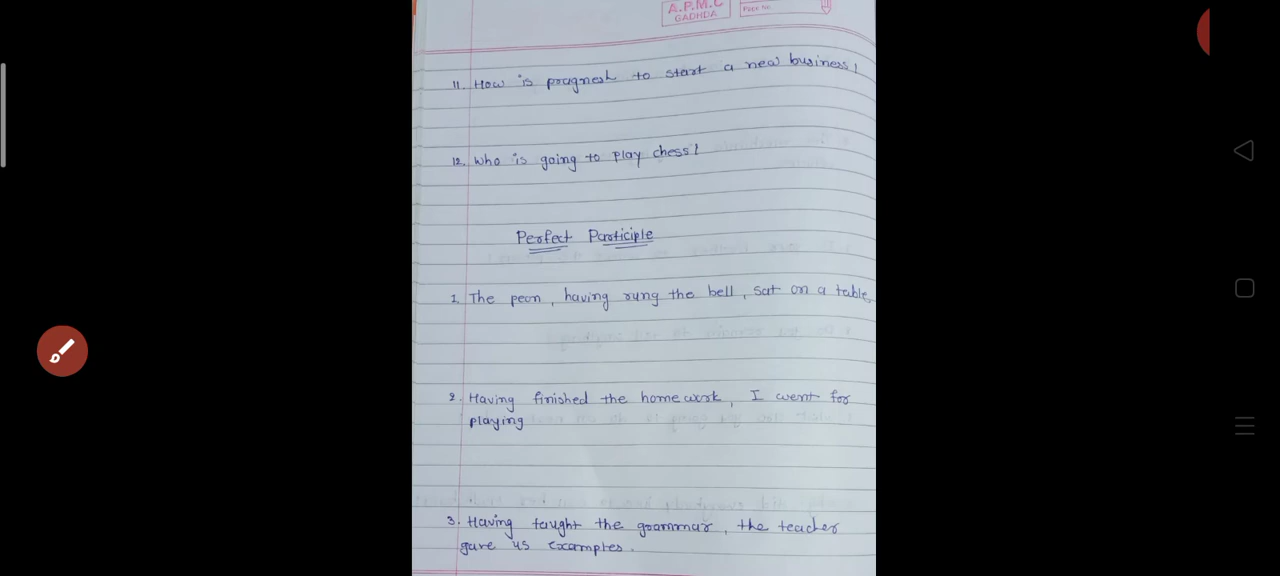 A.P.M.C
GADHDA
Page No.
11. How is pragnesh to start a new business!
12. Who is going to play chess!
Perfect Participle
1. The peon, having rung the bell, sat on a table
2. Having finished the homework, I went for
playing
3. Having taught the grammar, the teacher
gave us examples.